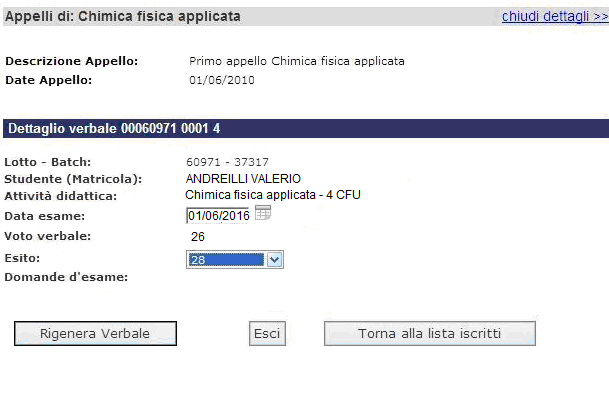 Appelli di: Chimica fisica applicata chiudi dettagli >>
Descrizione Appello: Primo appello Chimica fisica applicata
Date Appello: 01/06/2010
Dettaglio verbale 00060971 0001 4
Lotto - Batch: 60971 - 37317
Studente (Matricola): ANDREILLI VALERIO
Attività didattica: Chimica fisica applicata - 4 CFU
Data esame: 01/06/2016
Voto verbale: 26
Esito: 28
Domande d'esame:
Rigenera Verbale Esci Torna alla lista iscritti